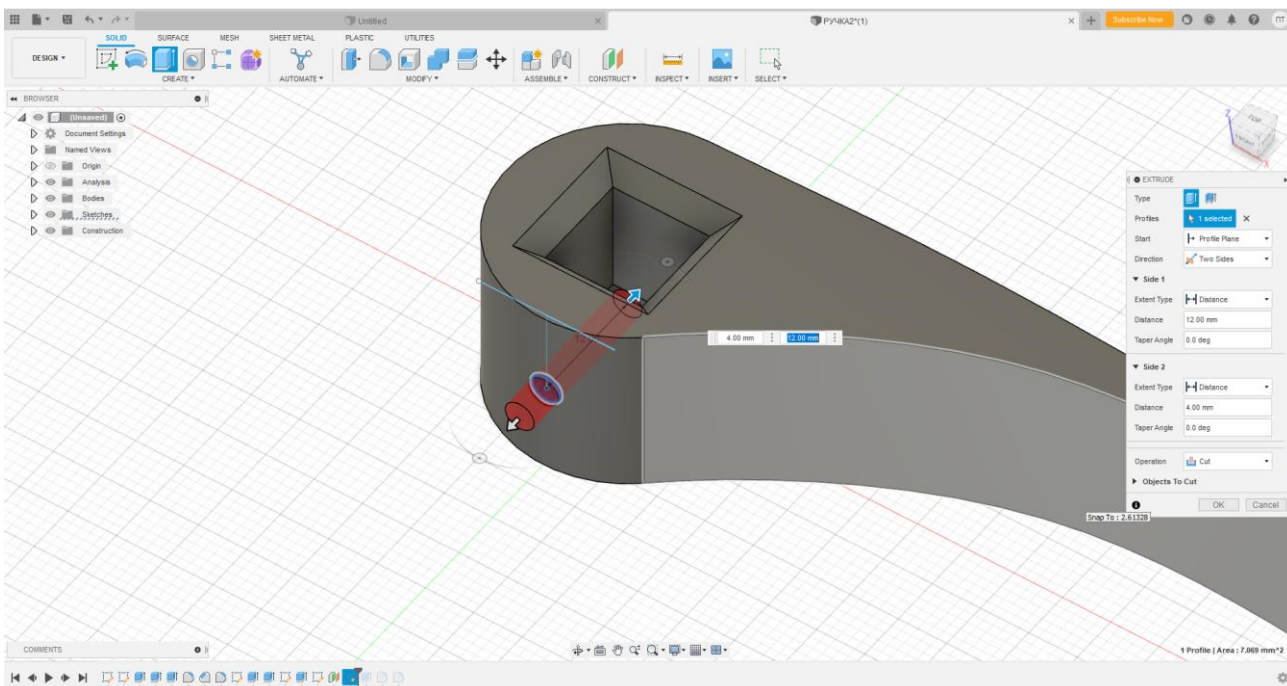 Untitled
РУЧКА2*(1)
Subscribe Now
ПТ
SOLID SURFACE MESH SHEET METAL PLASTIC UTILITIES
DESIGN
CREATE AUTOMATE MODIFY ASSEMBLE CONSTRUCT INSPECT INSERT SELECT
BROWSER
(Unsaved)
Document Settings
Named Views
Origin
Analysis
Bodies
Sketches
Construction
TOP
FRONT
Z
X
EXTRUDE
Type
Profiles 1 selected
Start Profile Plane
Direction Two Sides
Side 1
Extent Type Distance
Distance 12.00 mm
Taper Angle 0.0 deg
Side 2
Extent Type Distance
Distance 4.00 mm
Taper Angle 0.0 deg
Operation Cut
Objects To Cut
OK Cancel
Snap To : 2.61328
4.00 mm 12.00 mm
COMMENTS
1 Profile | Area : 7.069 mm^2